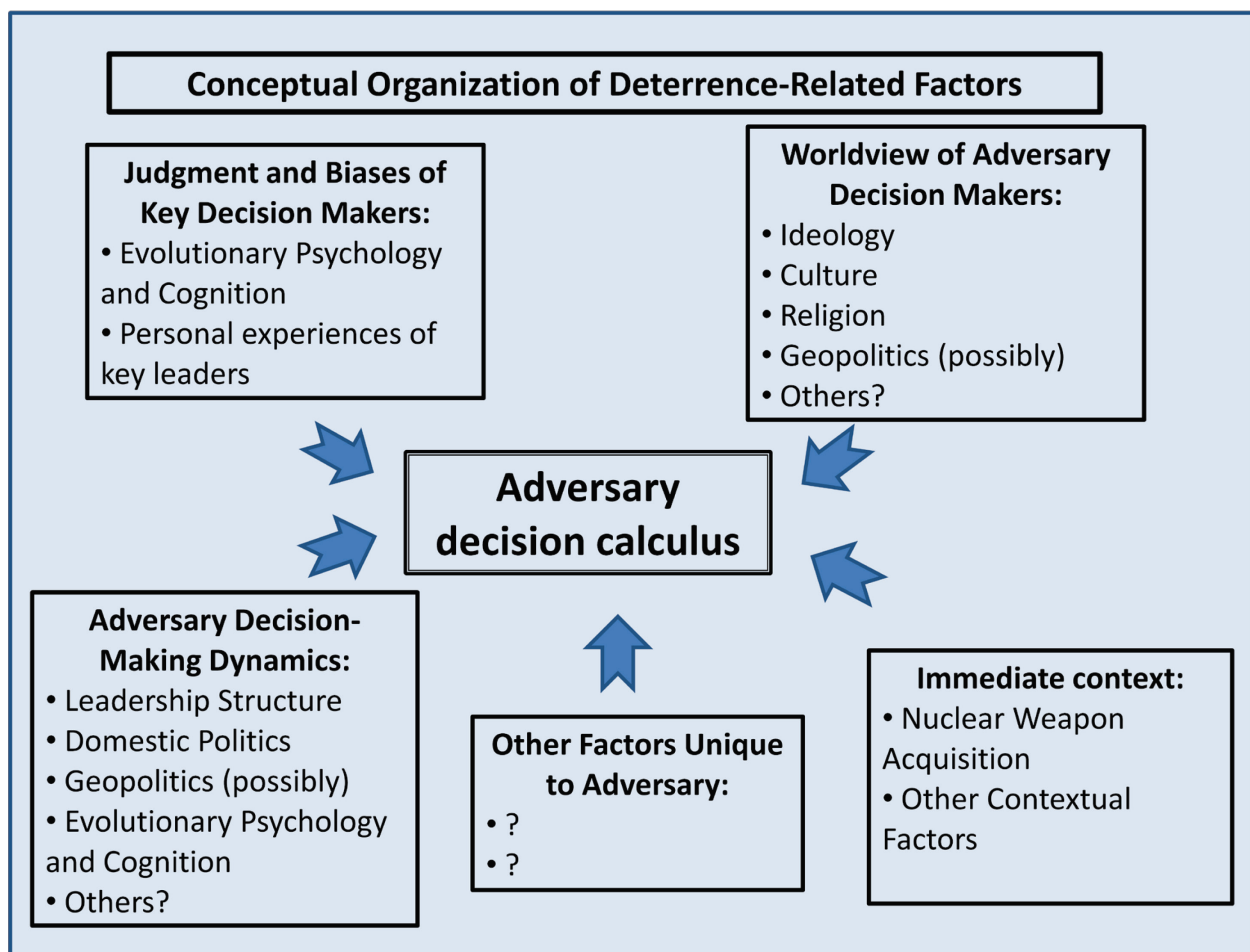 Conceptual Organization of Deterrence-Related Factors
Judgment and Biases of
Key Decision Makers:
• Evolutionary Psychology
and Cognition
• Personal experiences of
key leaders
Worldview of Adversary
Decision Makers:
• Ideology
• Culture
• Religion
• Geopolitics (possibly)
• Others?
Adversary
decision calculus
Adversary Decision-
Making Dynamics:
• Leadership Structure
• Domestic Politics
• Geopolitics (possibly)
• Evolutionary Psychology
and Cognition
• Others?
Other Factors Unique
to Adversary:
• ?
• ?
Immediate context:
• Nuclear Weapon
Acquisition
• Other Contextual
Factors